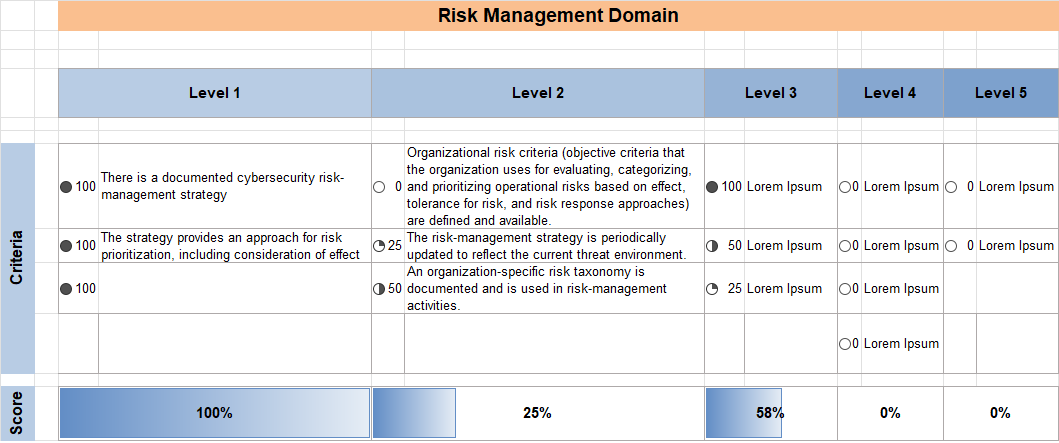 Risk Management Domain
Level 1 Level 2 Level 3 Level 4 Level 5
Criteria
100 There is a documented cybersecurity risk-
management strategy
0 Organizational risk criteria (objective criteria that
the organization uses for evaluating, categorizing,
and prioritizing operational risks based on effect,
tolerance for risk, and risk response approaches)
are defined and available.
100 Lorem Ipsum
0 Lorem Ipsum
0 Lorem Ipsum
100 The strategy provides an approach for risk
prioritization, including consideration of effect
25 The risk-management strategy is periodically
updated to reflect the current threat environment.
50 Lorem Ipsum
0 Lorem Ipsum
0 Lorem Ipsum
100
50 An organization-specific risk taxonomy is
documented and is used in risk-management
activities.
25 Lorem Ipsum
0 Lorem Ipsum
0 Lorem Ipsum
Score
100% 25% 58% 0% 0%